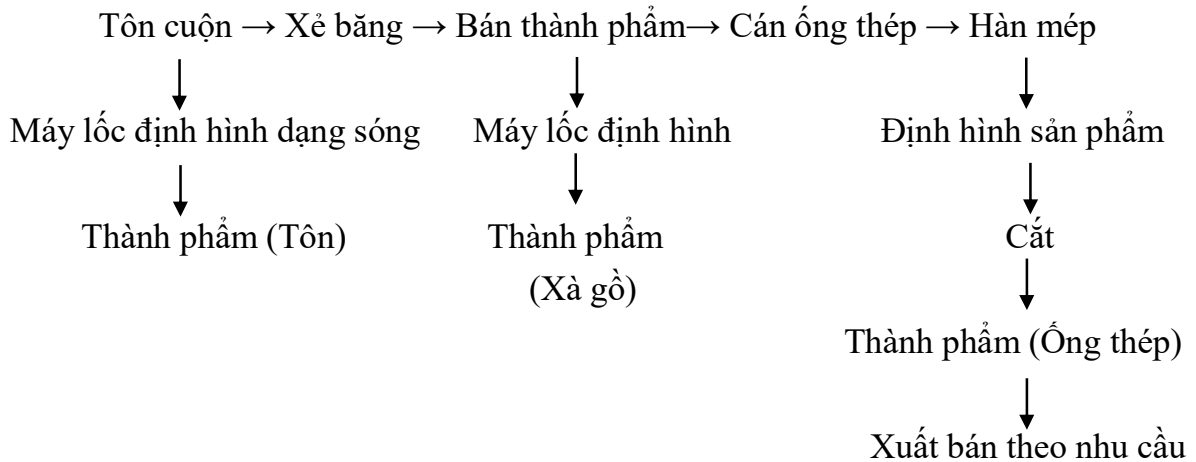 Tôn cuộn → Xẻ băng → Bán thành phẩm→ Cán ống thép → Hàn mép
Máy lốc định hình dạng sóng Máy lốc định hình Định hình sản phẩm
Thành phẩm (Tôn) Thành phẩm Cắt
(Xà gồ)
Thành phẩm (Ống thép)
Xuất bán theo nhu cầu